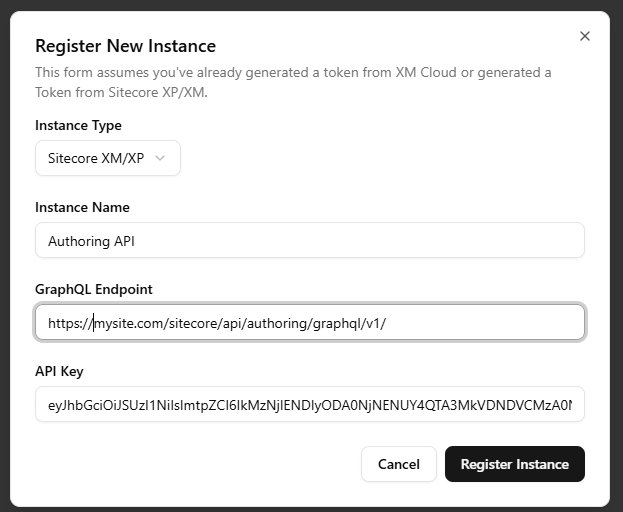 Register New Instance
This form assumes you've already generated a token from XM Cloud or generated a
Token from Sitecore XP/XM.
Instance Type
Sitecore XM/XP
Instance Name
Authoring API
GraphQL Endpoint
https://mysite.com/sitecore/api/authoring/graphql/v1/
API Key
Cancel
Register Instance